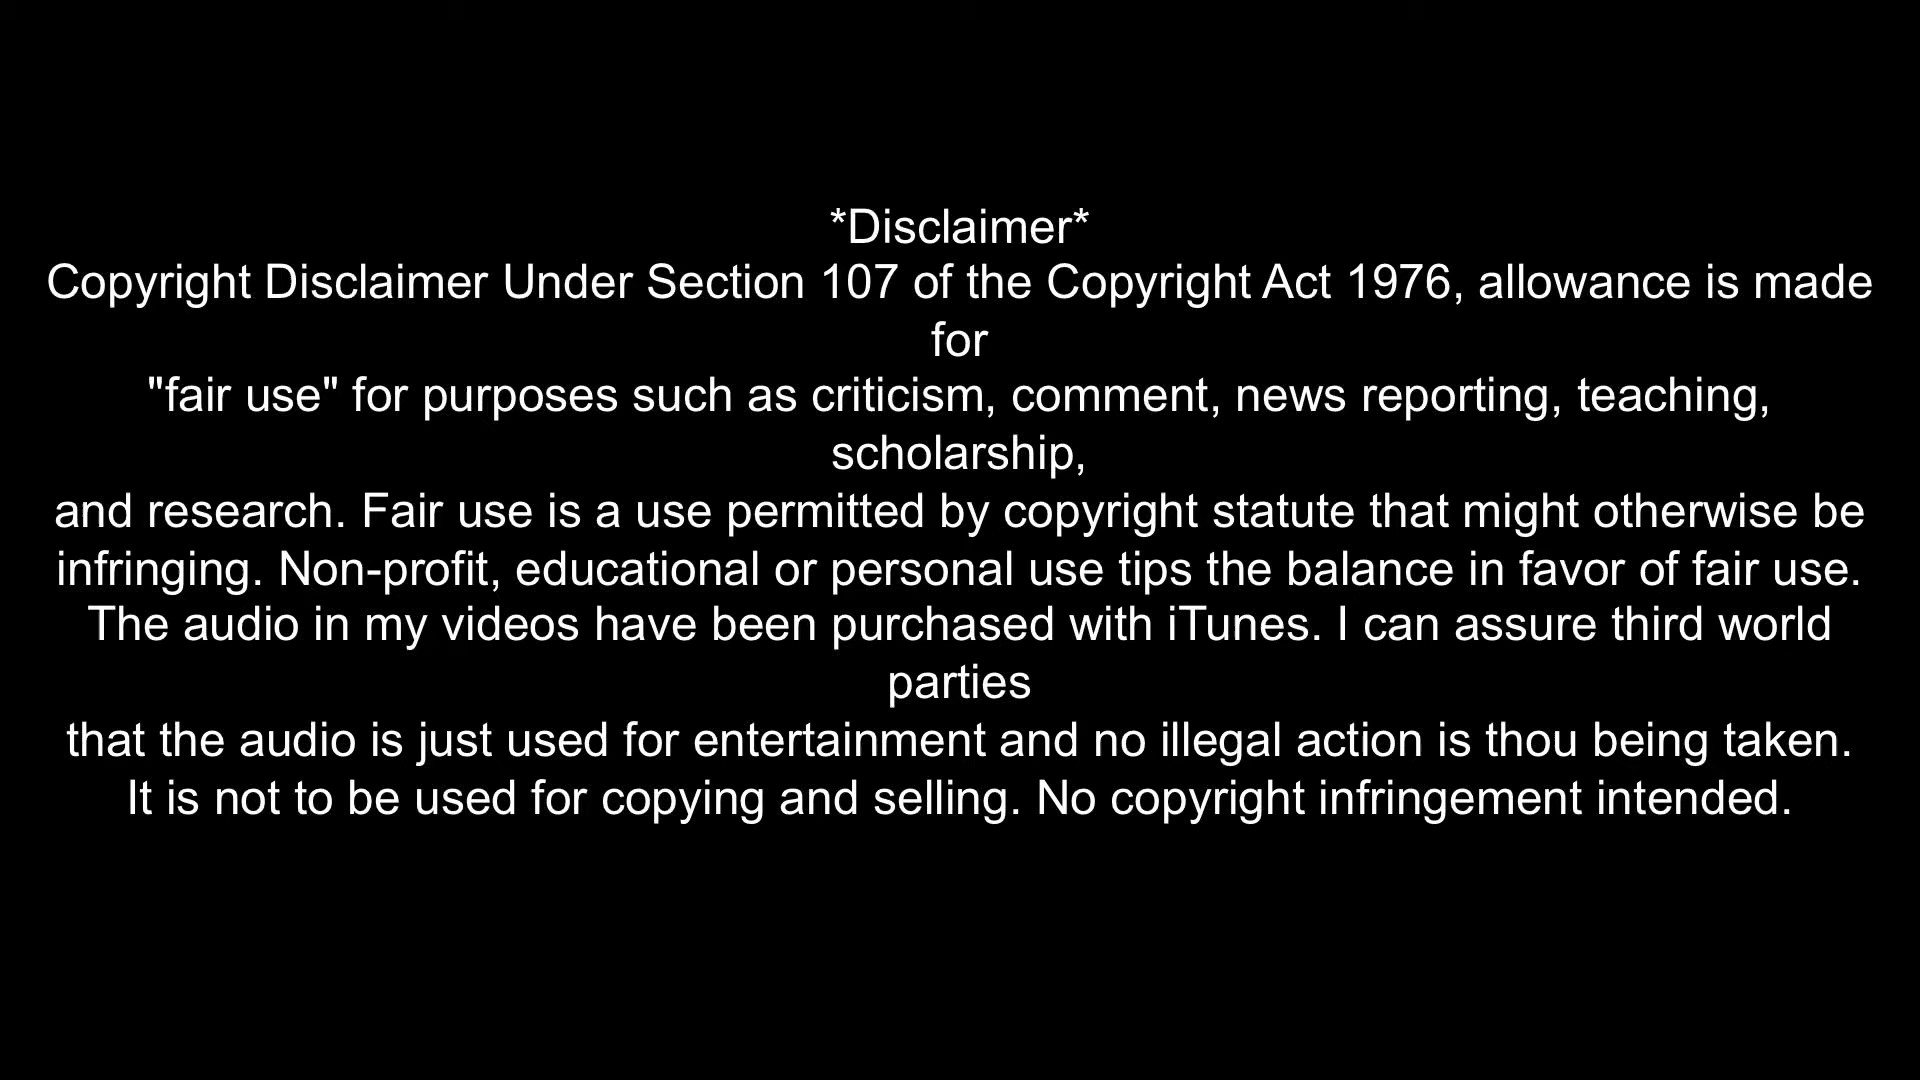 *Disclaimer*
Copyright Disclaimer Under Section 107 of the Copyright Act 1976, allowance is made
for
"fair use" for purposes such as criticism, comment, news reporting, teaching,
scholarship,
and research. Fair use is a use permitted by copyright statute that might otherwise be
infringing. Non-profit, educational or personal use tips the balance in favor of fair use.
The audio in my videos have been purchased with iTunes. I can assure third world
parties
that the audio is just used for entertainment and no illegal action is thou being taken.
It is not to be used for copying and selling. No copyright infringement intended.